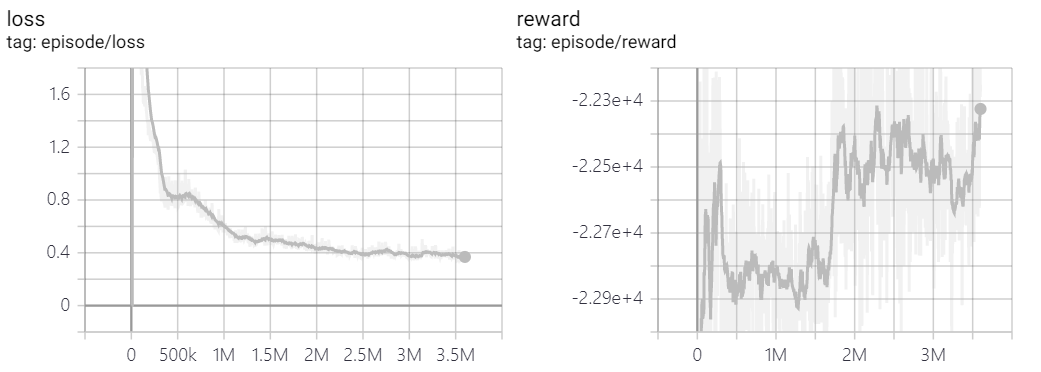 loss
tag: episode/loss
1.6
1.2
0.8
0.4
0
0 500k 1M 1.5M 2M 2.5M 3M 3.5M
reward
tag: episode/reward
-2.23e+4
-2.25e+4
-2.27e+4
-2.29e+4
0 1M 2M 3M